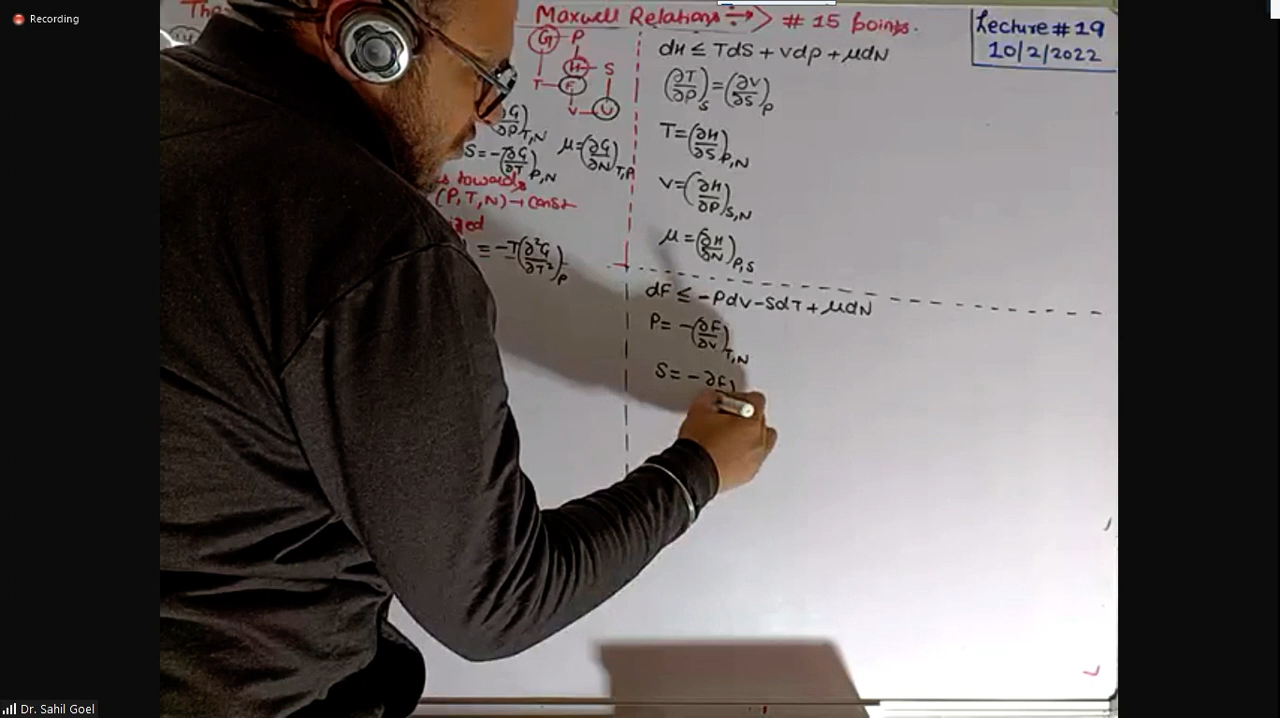 Recording
Maxwell Relations ⇒ # 15 points.
Lecture # 19
10/2/2022
G P
H S
T F
V U
∂G/∂P)T,N
S=-(∂G/∂T)P,N μ=(∂G/∂N)T,P
towards
(P,T,N)→const
= -T(∂²G/∂T²)P
dH ≤ TdS + VdP + μdN
(∂T/∂P)S=(∂V/∂S)P
T=(∂H/∂S)P,N
V=(∂H/∂P)S,N
μ=(∂H/∂N)P,S
dF ≤ -PdV-SdT+μdN
P= -(∂F/∂V)T,N
S= -∂F)
Dr. Sahil Goel